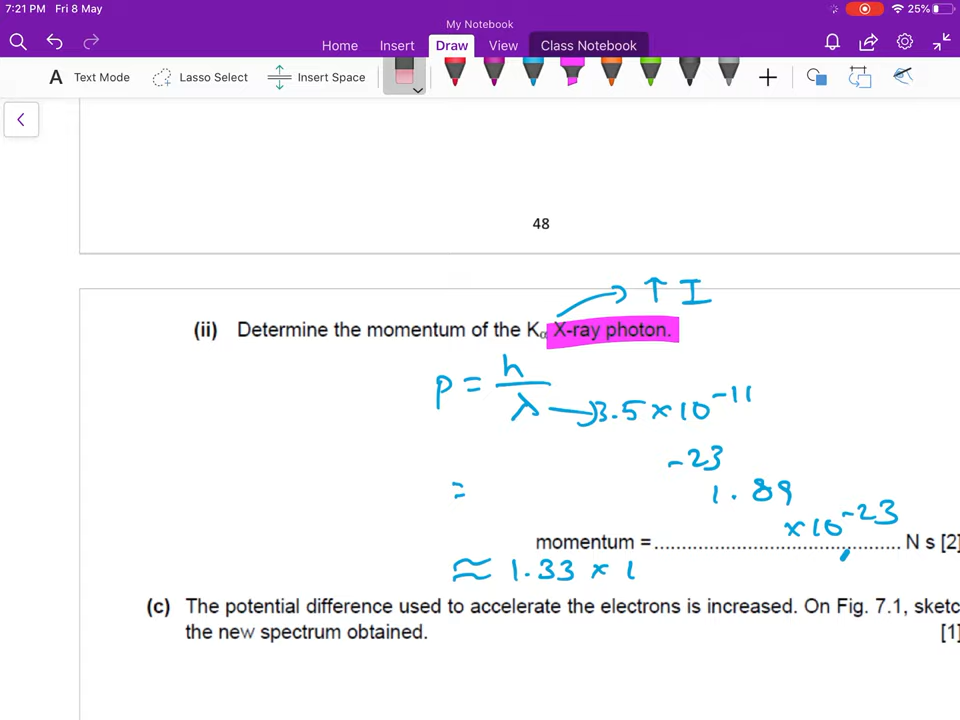 7:21 PM Fri 8 May
25%
My Notebook
Home Insert Draw View Class Notebook
A Text Mode Lasso Select Insert Space
48
↑ I
(ii) Determine the momentum of the Kα X-ray photon.
p = h/λ → 3.5 × 10⁻¹¹
-23
= 1.89
× 10⁻²³
momentum = .......................................... N s [2]
≈ 1.33 × 1
(c) The potential difference used to accelerate the electrons is increased. On Fig. 7.1, sketc
the new spectrum obtained. [1]